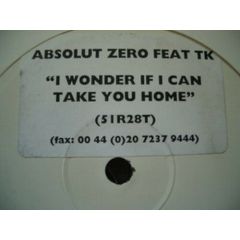 ABSOLUT ZERO FEAT TK
"I WONDER IF I CAN
TAKE YOU HOME"
(51R28T)
(fax: 00 44 (0)20 7237 9444)